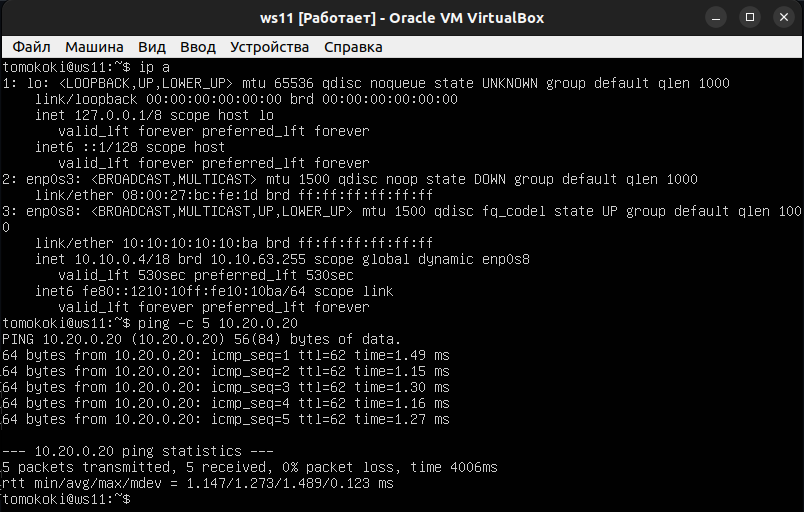 ws11 [Работает] - Oracle VM VirtualBox
Файл Машина Вид Ввод Устройства Справка
tomokoki@ws11:~$ ip a
1: lo: <LOOPBACK,UP,LOWER_UP> mtu 65536 qdisc noqueue state UNKNOWN group default qlen 1000
    link/loopback 00:00:00:00:00:00 brd 00:00:00:00:00:00
    inet 127.0.0.1/8 scope host lo
       valid_lft forever preferred_lft forever
    inet6 ::1/128 scope host
       valid_lft forever preferred_lft forever
2: enp0s3: <BROADCAST,MULTICAST> mtu 1500 qdisc noop state DOWN group default qlen 1000
    link/ether 08:00:27:bc:fe:1d brd ff:ff:ff:ff:ff:ff
3: enp0s8: <BROADCAST,MULTICAST,UP,LOWER_UP> mtu 1500 qdisc fq_codel state UP group default qlen 100
0
    link/ether 10:10:10:10:10:ba brd ff:ff:ff:ff:ff:ff
    inet 10.10.0.4/18 brd 10.10.63.255 scope global dynamic enp0s8
       valid_lft 530sec preferred_lft 530sec
    inet6 fe80::1210:10ff:fe10:10ba/64 scope link
       valid_lft forever preferred_lft forever
tomokoki@ws11:~$ ping -c 5 10.20.0.20
PING 10.20.0.20 (10.20.0.20) 56(84) bytes of data.
64 bytes from 10.20.0.20: icmp_seq=1 ttl=62 time=1.49 ms
64 bytes from 10.20.0.20: icmp_seq=2 ttl=62 time=1.15 ms
64 bytes from 10.20.0.20: icmp_seq=3 ttl=62 time=1.30 ms
64 bytes from 10.20.0.20: icmp_seq=4 ttl=62 time=1.16 ms
64 bytes from 10.20.0.20: icmp_seq=5 ttl=62 time=1.27 ms
--- 10.20.0.20 ping statistics ---
5 packets transmitted, 5 received, 0% packet loss, time 4006ms
rtt min/avg/max/mdev = 1.147/1.273/1.489/0.123 ms
tomokoki@ws11:~$